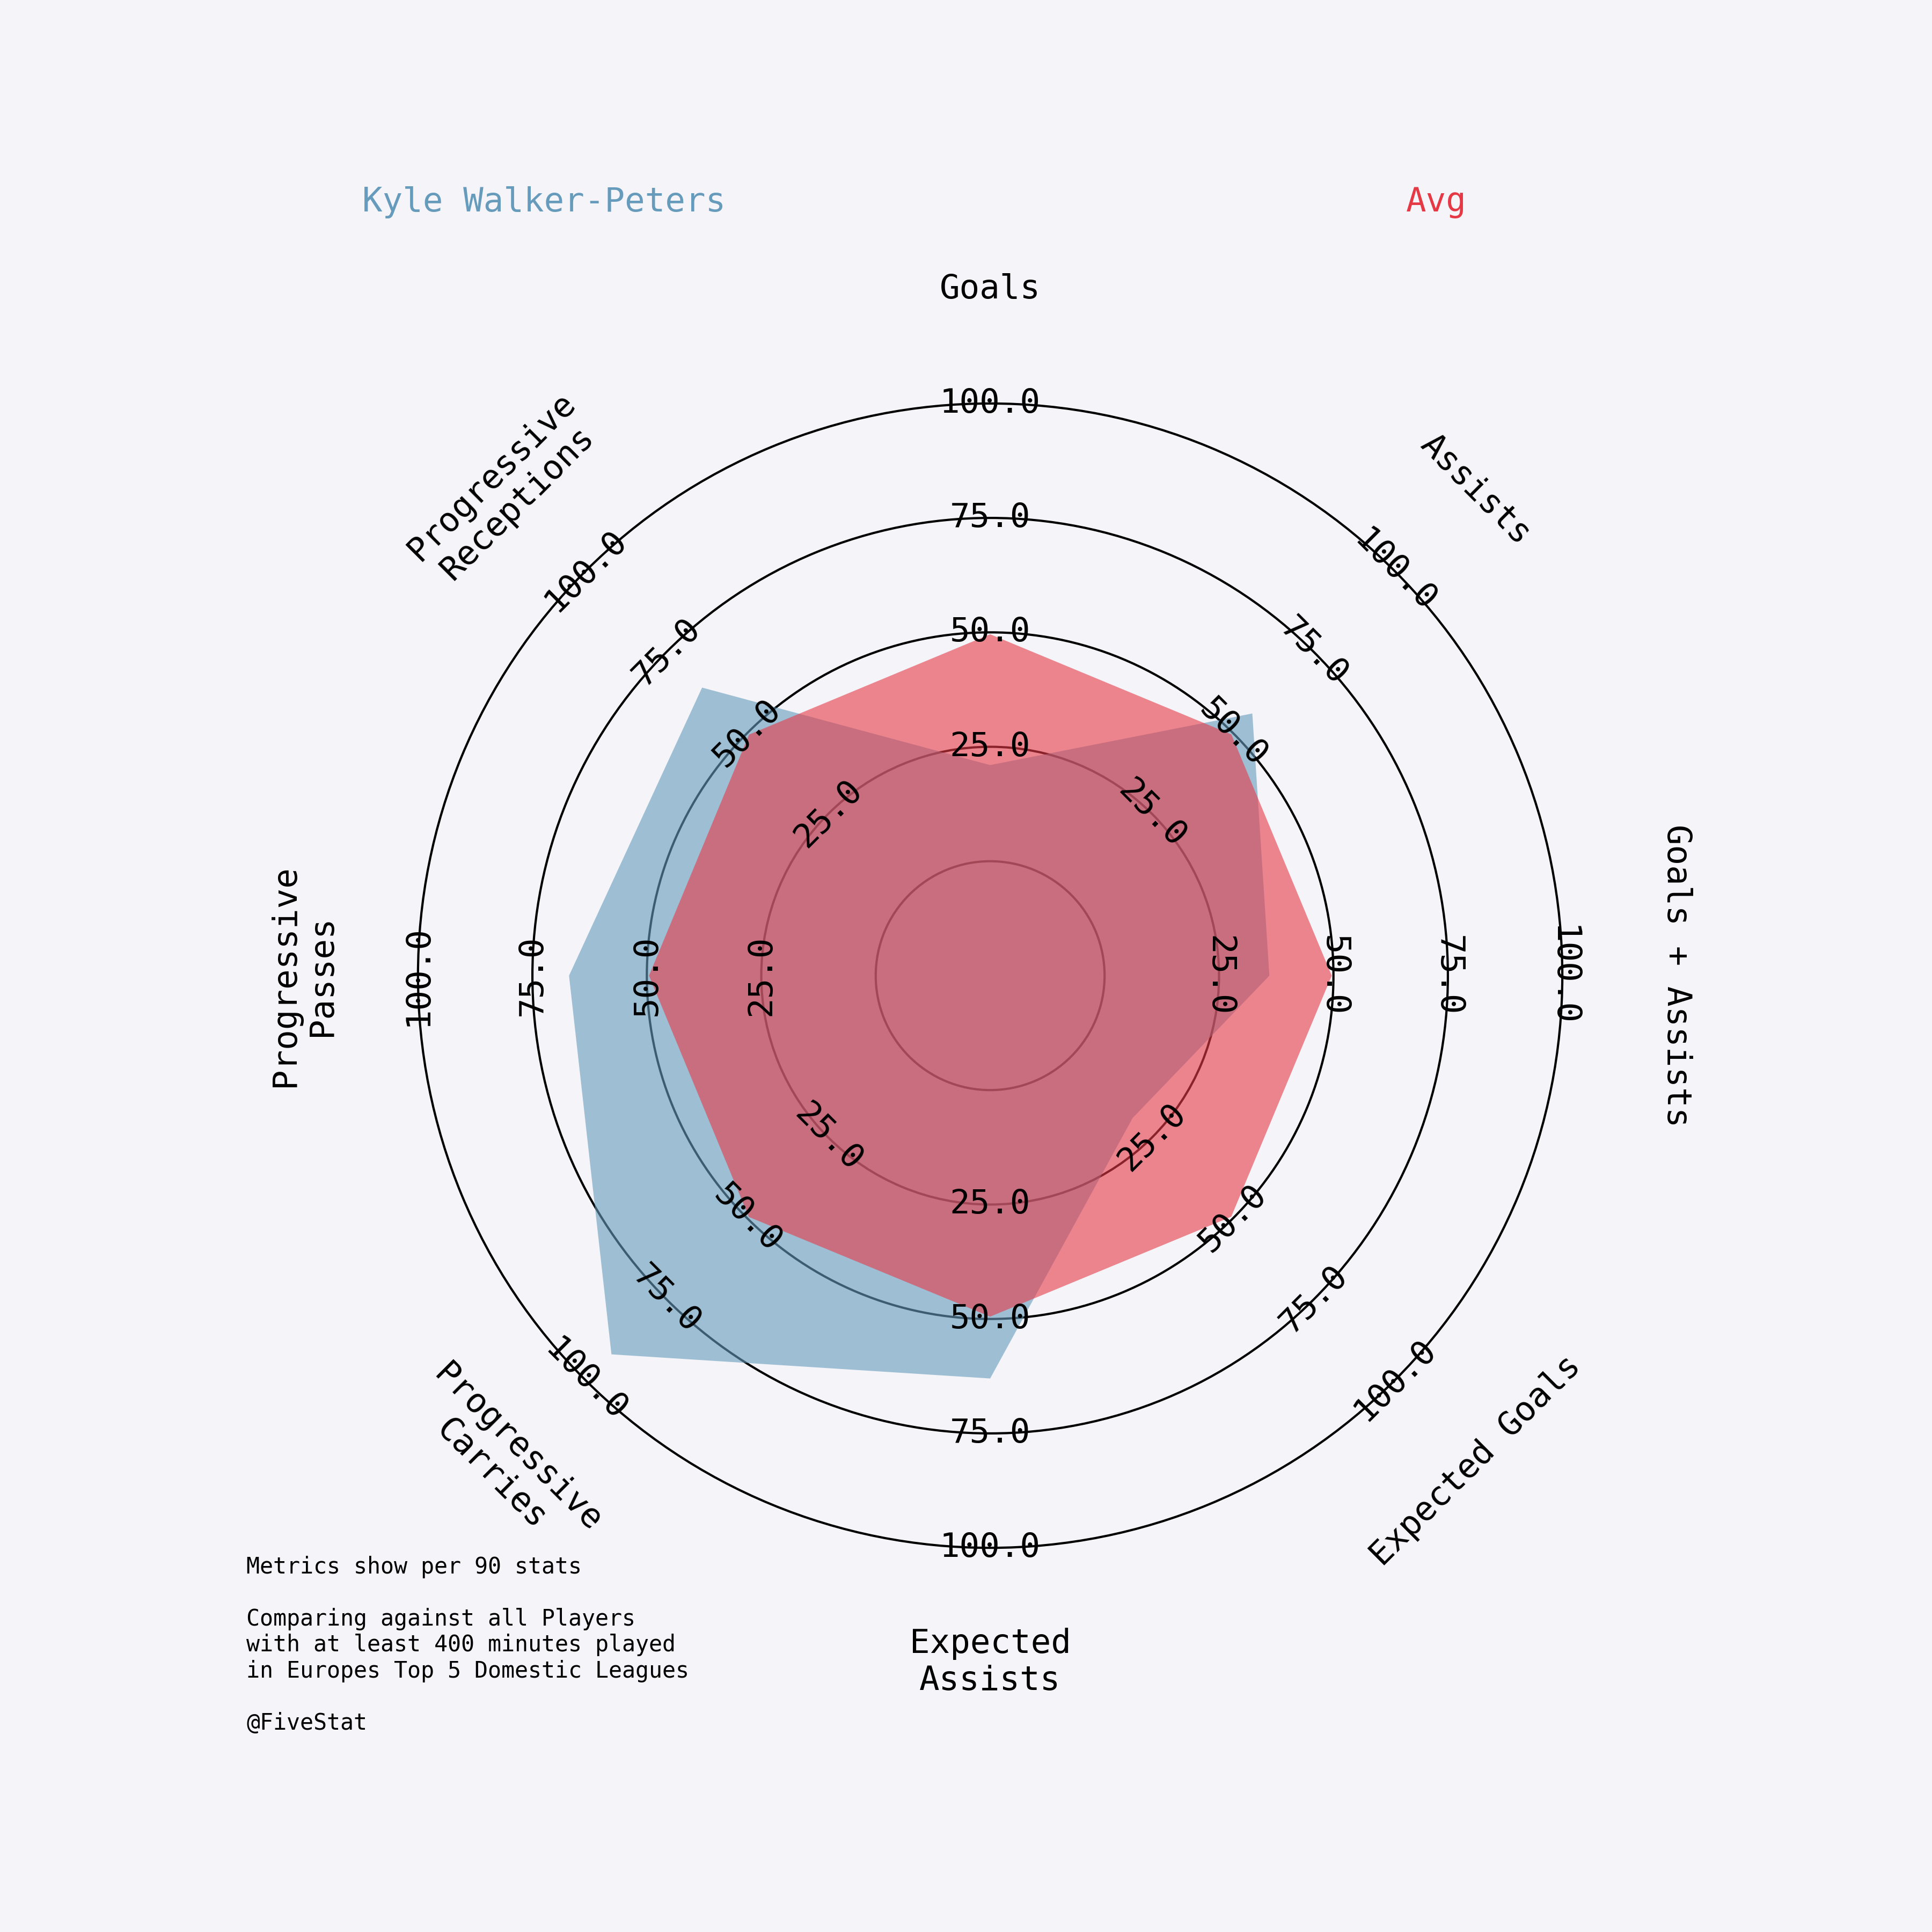 Kyle Walker-Peters
Avg
Goals
Assists
Goals + Assists
Expected Goals
Expected
Assists
Progressive
Carries
Progressive
Passes
Progressive
Receptions
25.0
50.0
75.0
100.0
25.0
50.0
75.0
100.0
25.0
50.0
75.0
100.0
25.0
50.0
75.0
100.0
25.0
50.0
75.0
100.0
25.0
50.0
75.0
100.0
25.0
50.0
75.0
100.0
25.0
50.0
75.0
100.0
Metrics show per 90 stats
Comparing against all Players
with at least 400 minutes played
in Europes Top 5 Domestic Leagues
@FiveStat